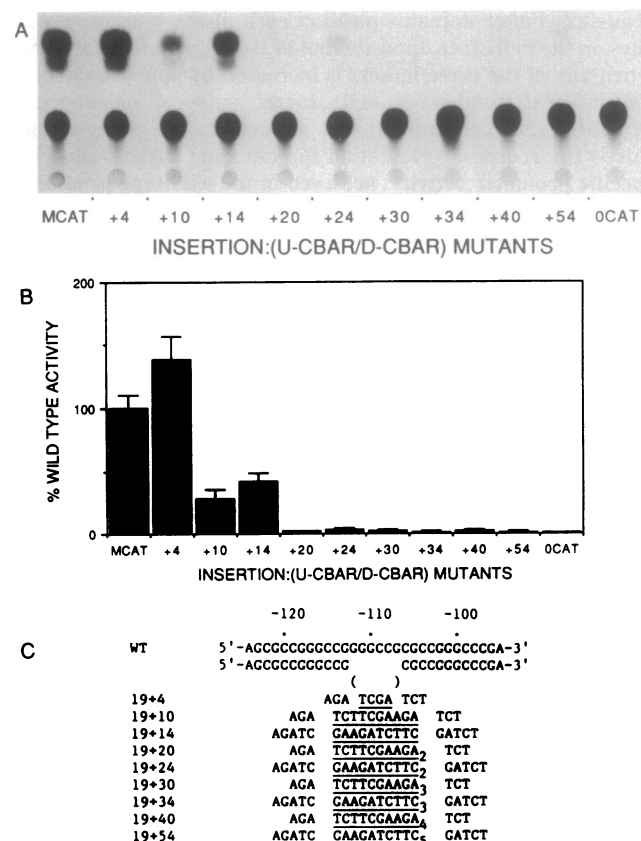 A
MCAT +4 +10 +14 +20 +24 +30 +34 +40 +54 0CAT
INSERTION:(U-CBAR/D-CBAR) MUTANTS
B
% WILD TYPE ACTIVITY
200
100
0
MCAT +4 +10 +14 +20 +24 +30 +34 +40 +54 0CAT
INSERTION:(U-CBAR/D-CBAR) MUTANTS
C
-120 -110 -100
WT 5'-AGCGCCGGGCCGGGGCCGCGCCGGGCCCGA-3'
5'-AGCGCCGGGCCG CGCCGGGCCCGA-3'
( )
19+4 AGA TCGA TCT
19+10 AGA TCTTCGAAGA TCT
19+14 AGATC GAAGATCTTC GATCT
19+20 AGA TCTTCGAAGA2 TCT
19+24 AGATC GAAGATCTTC2 GATCT
19+30 AGA TCTTCGAAGA3 TCT
19+34 AGATC GAAGATCTTC3 GATCT
19+40 AGA TCTTCGAAGA4 TCT
19+54 AGATC GAAGATCTTC5 GATCT